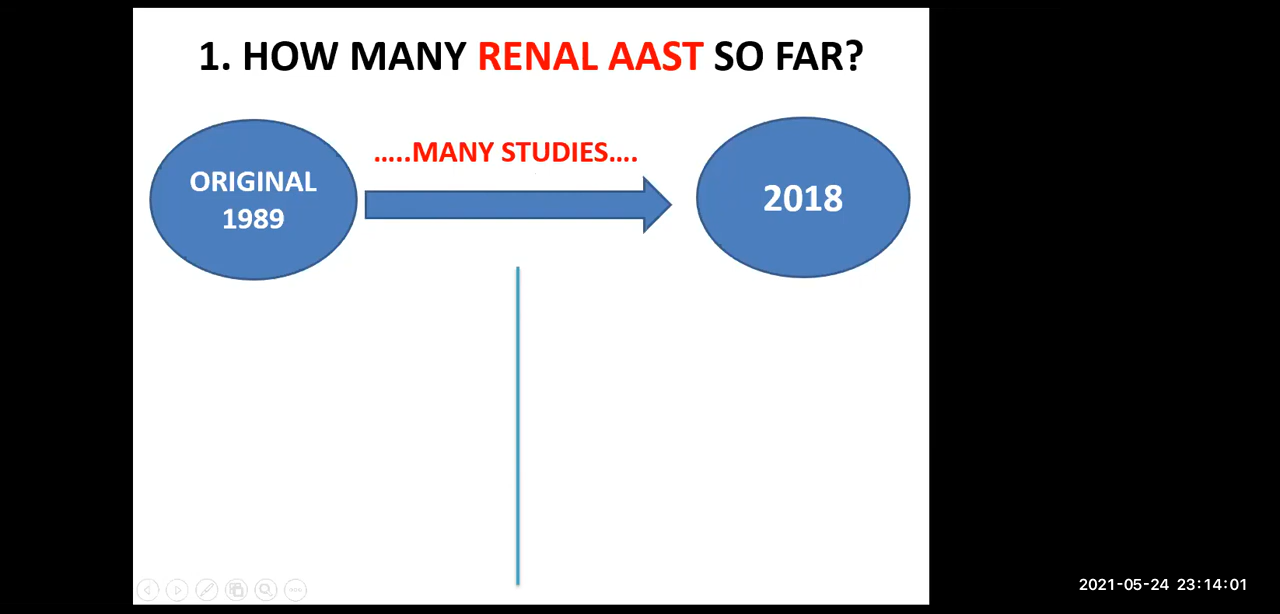 1. HOW MANY RENAL AAST SO FAR?
…..MANY STUDIES….
ORIGINAL
1989
2018
2021-05-24 23:14:01